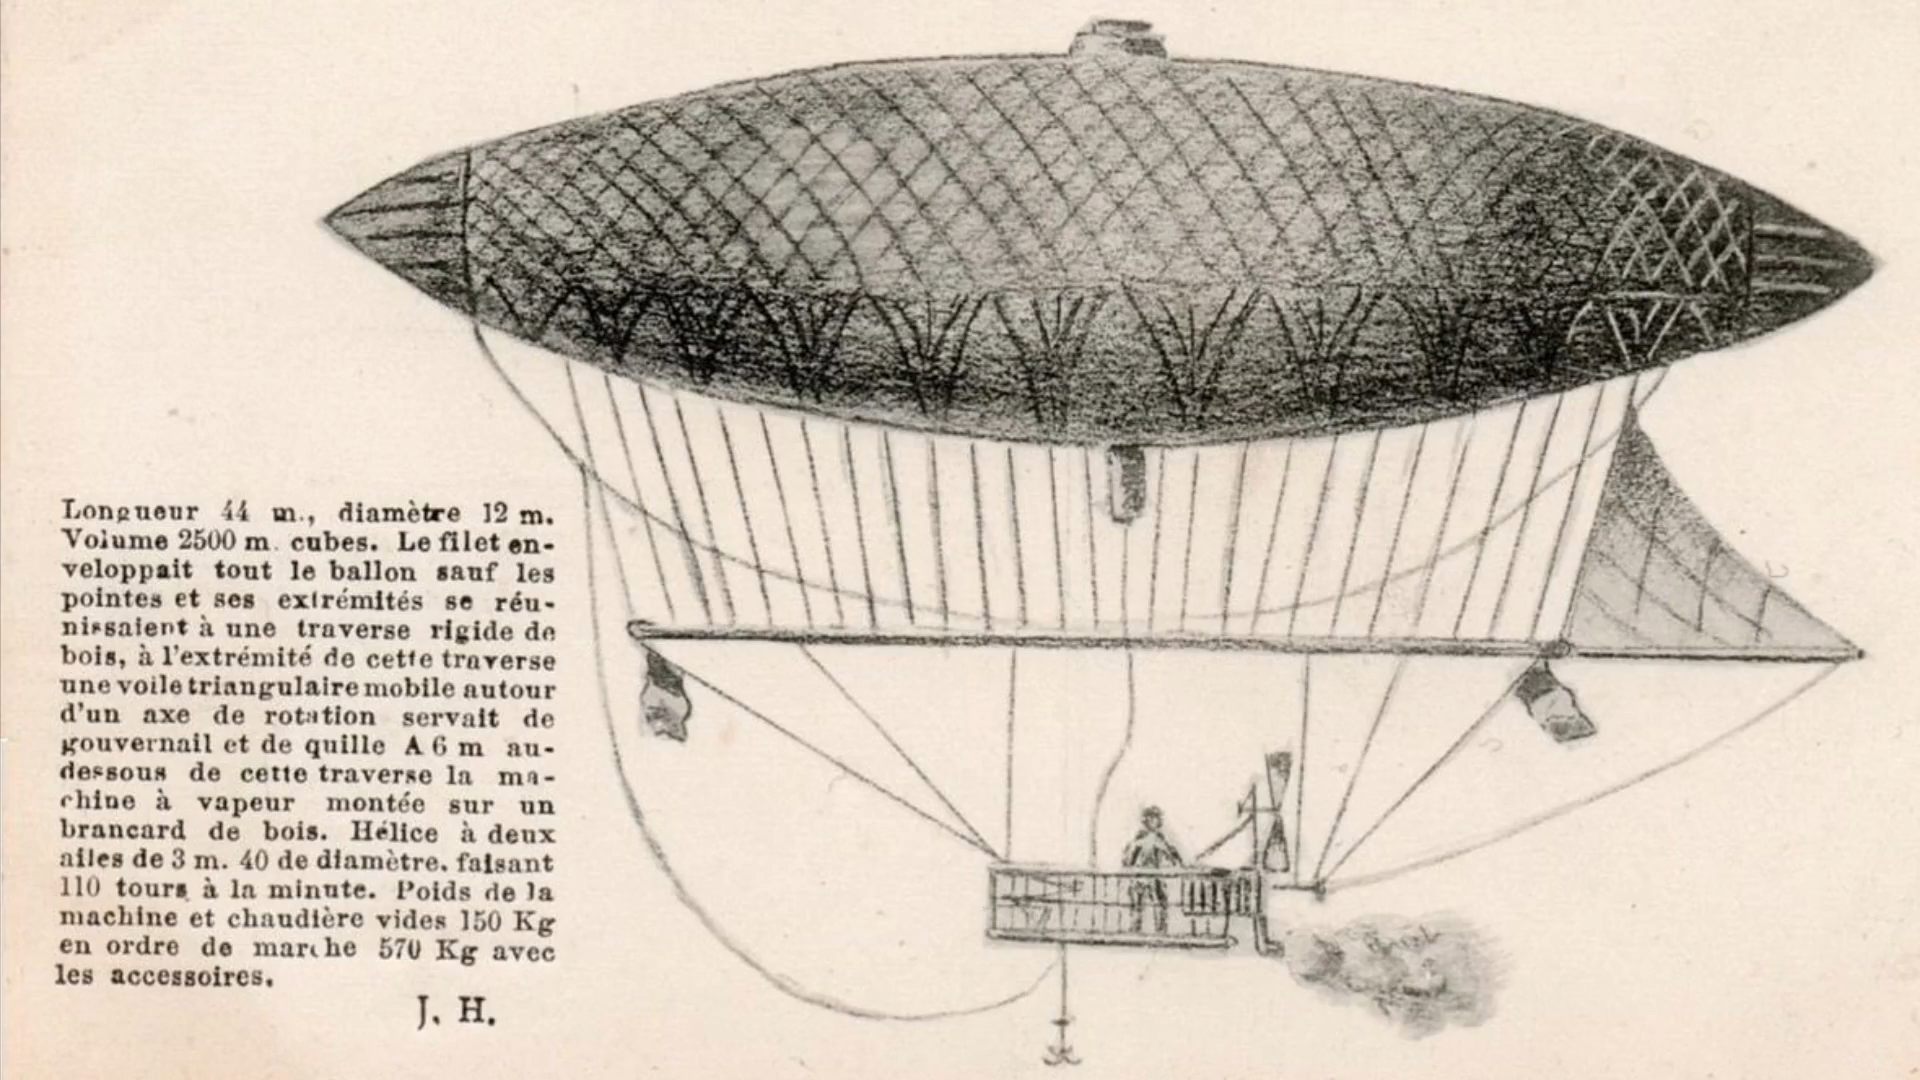 Longueur 44 m., diamètre 12 m.
Volume 2500 m. cubes. Le filet en-
veloppait tout le ballon sauf les
pointes et ses extrémités se réu-
nissaient à une traverse rigide de
bois, à l'extrémité de cette traverse
une voile triangulaire mobile autour
d'un axe de rotation servait de
gouvernail et de quille A 6 m au-
dessous de cette traverse la ma-
chine à vapeur montée sur un
brancard de bois. Hélice à deux
ailes de 3 m. 40 de diamètre. faisant
110 tours à la minute. Poids de la
machine et chaudière vides 150 Kg
en ordre de marche 570 Kg avec
les accessoires.
J. H.